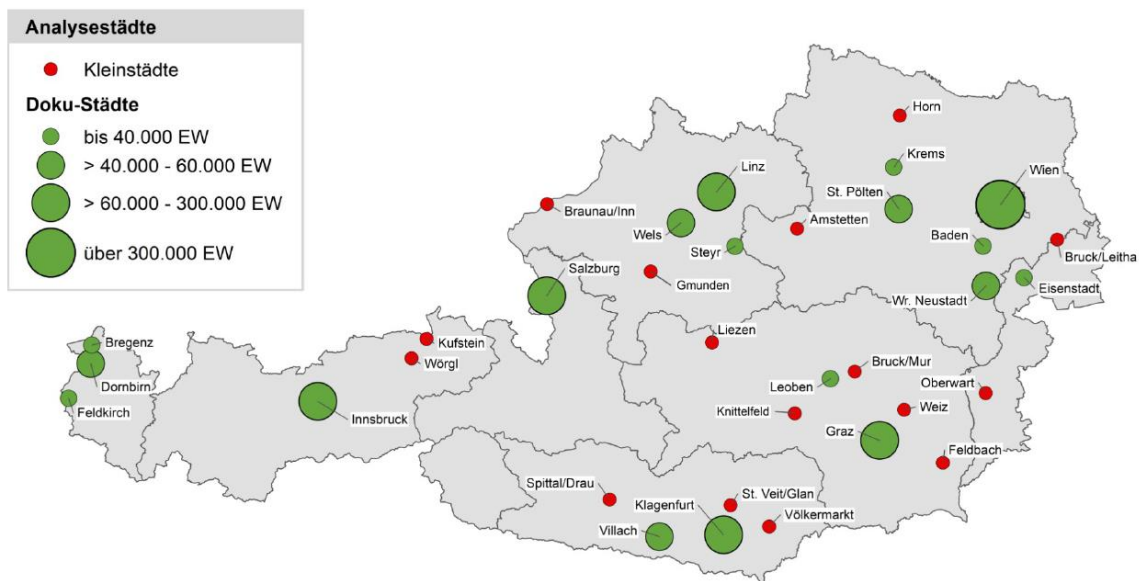 Analysestädte
Kleinstädte
Doku-Städte
bis 40.000 EW
> 40.000 - 60.000 EW
> 60.000 - 300.000 EW
über 300.000 EW
Horn
Krems
Linz
Wien
St. Pölten
Braunau/Inn
Amstetten
Wels
Baden
Steyr
Bruck/Leitha
Salzburg
Gmunden
Eisenstadt
Wr. Neustadt
Liezen
Kufstein
Bregenz
Wörgl
Bruck/Mur
Dornbirn
Leoben
Oberwart
Feldkirch
Innsbruck
Knittelfeld
Weiz
Graz
Feldbach
Spittal/Drau
St. Veit/Glan
Klagenfurt
Völkermarkt
Villach